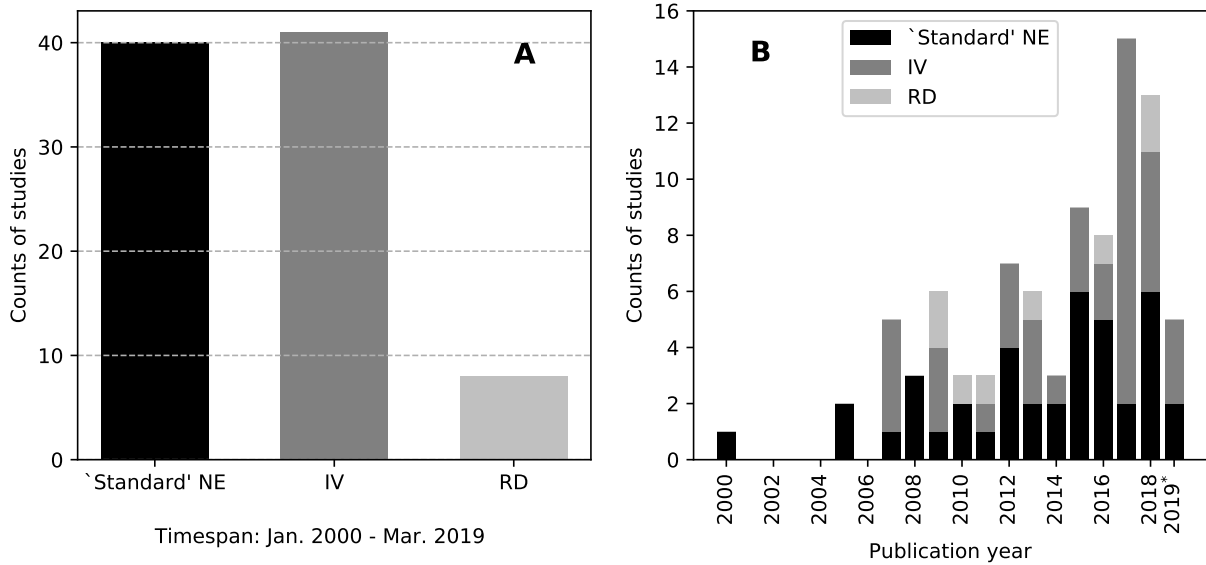 A
Counts of studies
40
30
20
10
0
`Standard' NE
IV
RD
Timespan: Jan. 2000 - Mar. 2019
B
`Standard' NE
IV
RD
Counts of studies
16
14
12
10
8
6
4
2
0
2000
2002
2004
2006
2008
2010
2012
2014
2016
2018
2019*
Publication year